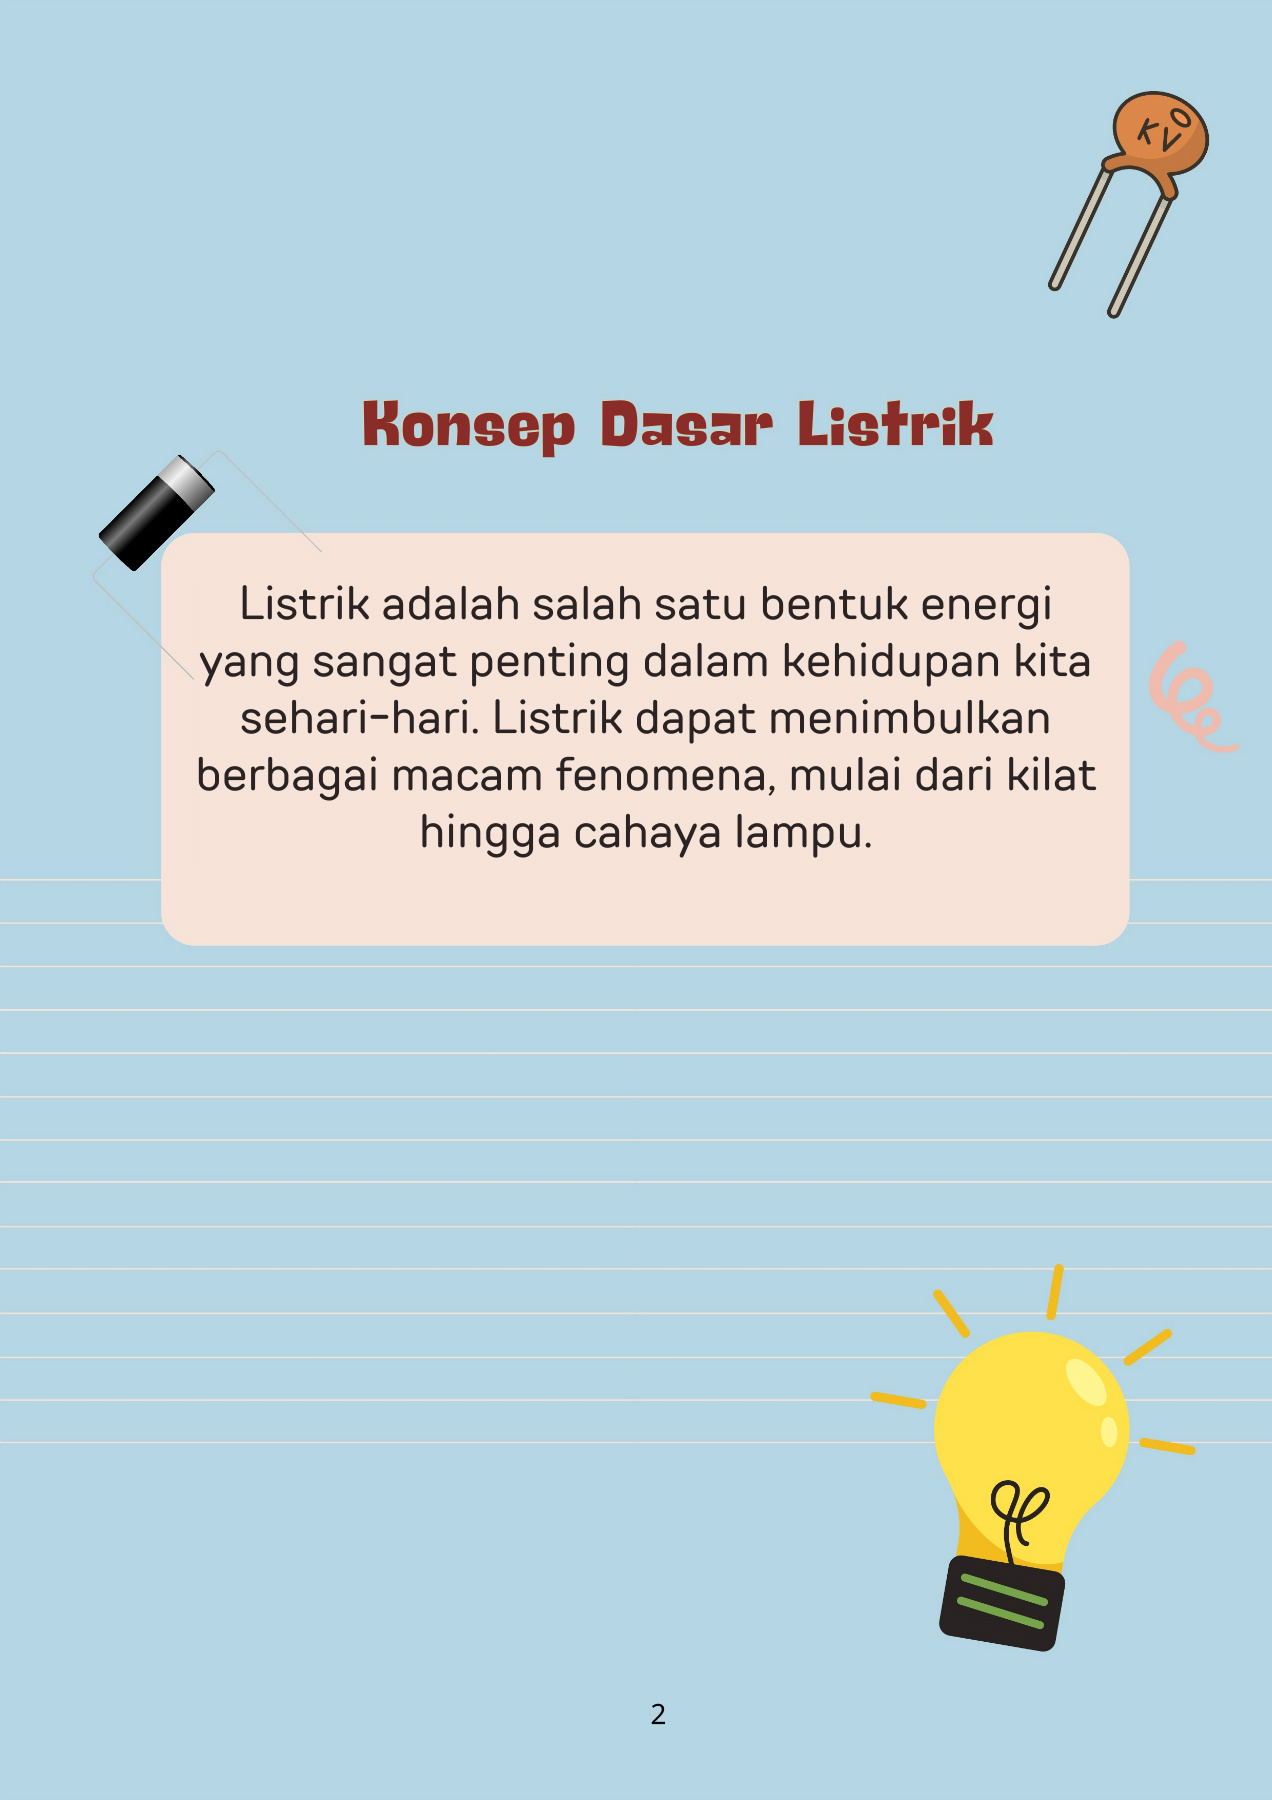 KV
Konsep Dasar Listrik
Listrik adalah salah satu bentuk energi
yang sangat penting dalam kehidupan kita
sehari-hari. Listrik dapat menimbulkan
berbagai macam fenomena, mulai dari kilat
hingga cahaya lampu.
2